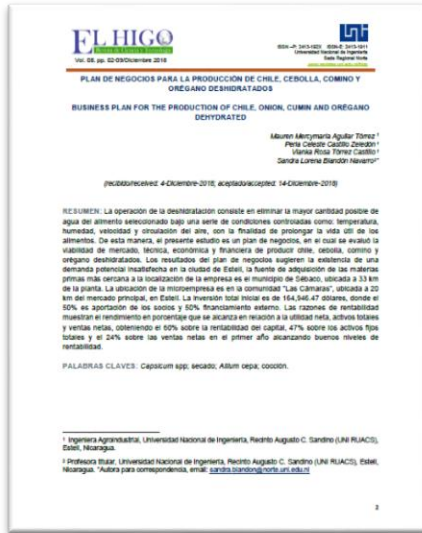 EL HIGO
Revista de Ciencia y Tecnología
Vol. 08, pp. 02-09/Diciembre 2018
uni
ISSN -P: 2413-1903 ISSN-E: 2413-1911
Universidad Nacional de Ingeniería
Sede Regional Norte
PLAN DE NEGOCIOS PARA LA PRODUCCIÓN DE CHILE, CEBOLLA, COMINO Y
ORÉGANO DESHIDRATADOS
BUSINESS PLAN FOR THE PRODUCTION OF CHILE, ONION, CUMIN AND ORÉGANO
DEHYDRATED
Mauren Mercymaría Aguilar Tórrez ¹
Perla Celeste Castillo Zeledón ¹
Vianka Rosa Tórrez Castillo ¹
Sandra Lorena Blandón Navarro²*
(recibido/received: 4-Diciembre-2018; aceptado/accepted: 14-Diciembre-2018)
RESUMEN: La operación de la deshidratación consiste en eliminar la mayor cantidad posible de
agua del alimento seleccionado bajo una serie de condiciones controladas como: temperatura,
humedad, velocidad y circulación del aire, con la finalidad de prolongar la vida útil de los
alimentos. De esta manera, el presente estudio es un plan de negocios, en el cual se evaluó la
viabilidad de mercado, técnica, económica y financiera de producir chile, cebolla, comino y
orégano deshidratados. Los resultados del plan de negocios sugieren la existencia de una
demanda potencial insatisfecha en la ciudad de Estelí, la fuente de adquisición de las materias
primas más cercana a la localización de la empresa es el municipio de Sébaco, ubicada a 33 km
de la planta. La ubicación de la microempresa es en la comunidad "Las Cámaras", ubicada a 20
km del mercado principal, en Estelí. La inversión total inicial es de 164,946.47 dólares, donde el
50% es aportación de los socios y 50% financiamiento externo. Las razones de rentabilidad
muestran el rendimiento en porcentaje que se alcanza en relación a la utilidad neta, activos totales
y ventas netas, obteniendo el 60% sobre la rentabilidad del capital, 47% sobre los activos fijos
totales y el 24% sobre las ventas netas en el primer año alcanzando buenos niveles de
rentabilidad.
PALABRAS CLAVES: Capsicum spp; secado; Allium cepa; cocción.
¹ Ingeniera Agroindustrial, Universidad Nacional de Ingeniería, Recinto Augusto C. Sandino (UNI RUACS),
Estelí, Nicaragua.
² Profesora titular, Universidad Nacional de Ingeniería, Recinto Augusto C. Sandino (UNI RUACS), Estelí,
Nicaragua. *Autora para correspondencia, email: sandra.blandon@norte.uni.edu.ni